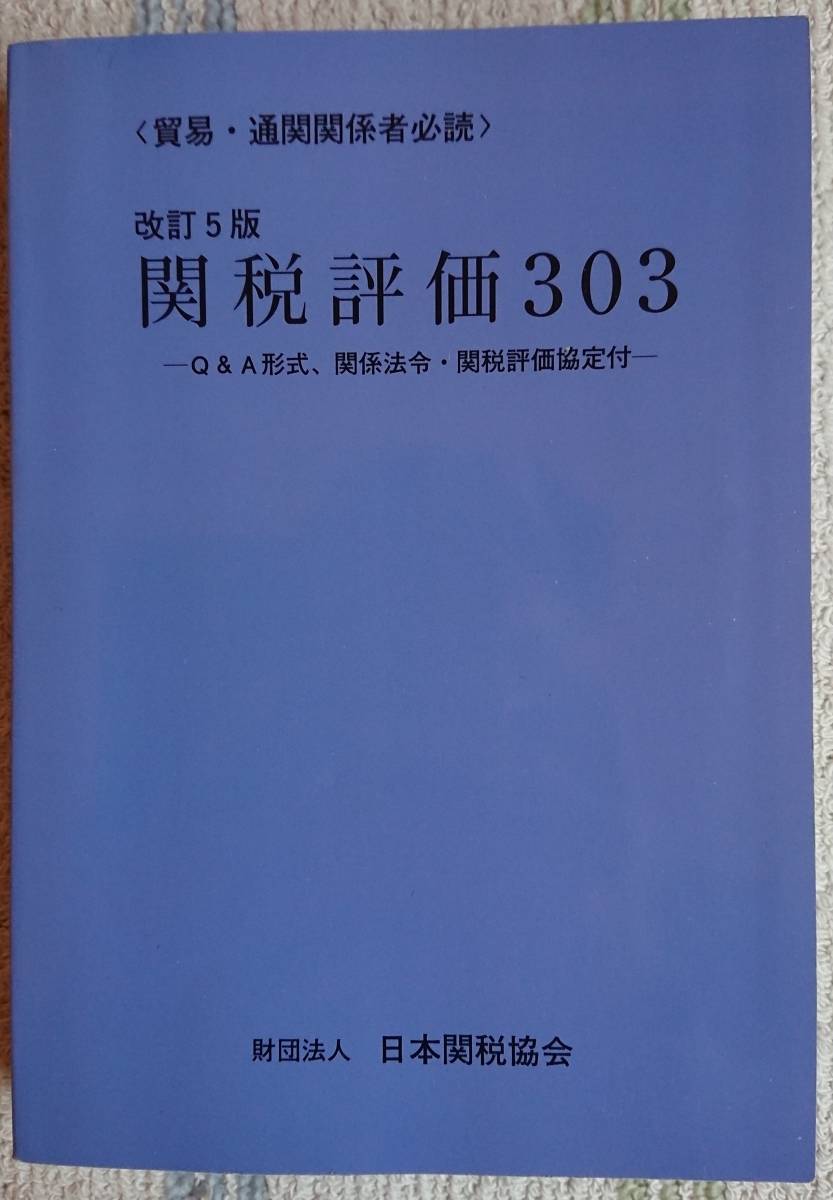 〈貿易・通関関係者必読〉
改訂5版
関税評価303
―Q&A形式、関係法令・関税評価協定付―
財団法人 日本関税協会